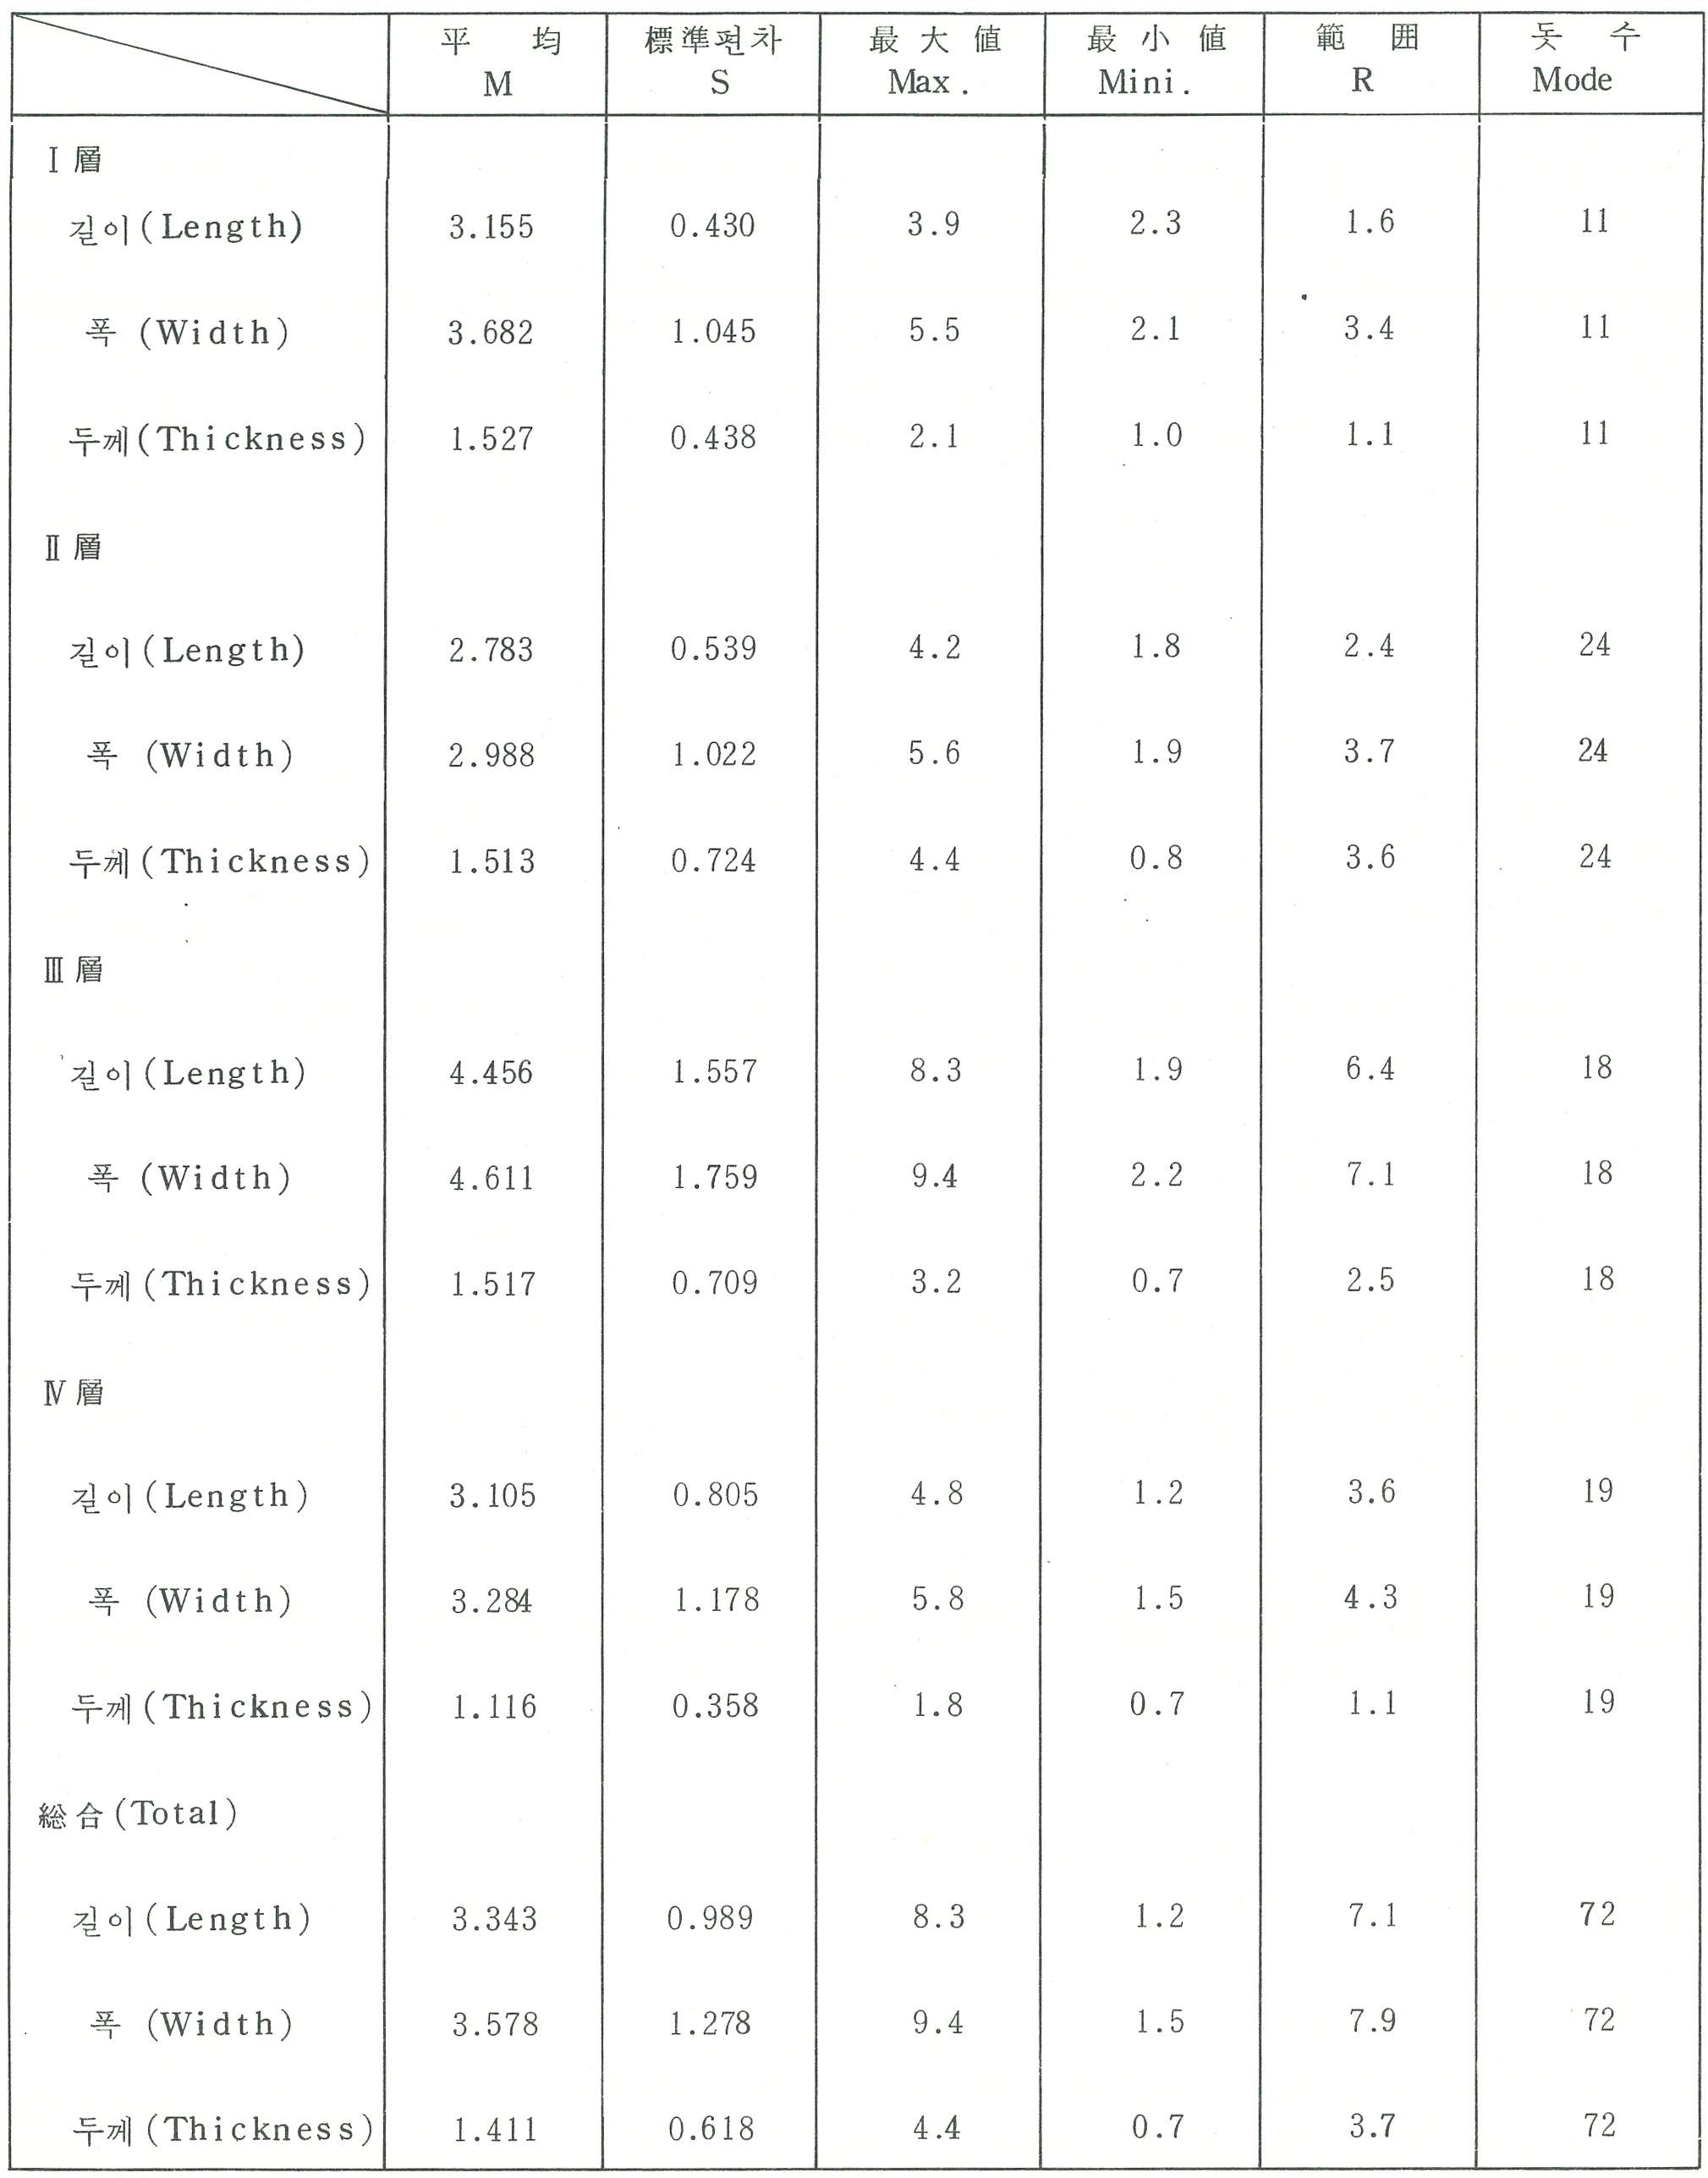 平 均 標準편차 最大値 最小値 範囲 돗수
M S Max. Mini. R Mode
Ⅰ層
길이(Length) 3.155 0.430 3.9 2.3 1.6 11
폭 (Width) 3.682 1.045 5.5 2.1 3.4 11
두께(Thickness) 1.527 0.438 2.1 1.0 1.1 11
Ⅱ層
길이(Length) 2.783 0.539 4.2 1.8 2.4 24
폭 (Width) 2.988 1.022 5.6 1.9 3.7 24
두께(Thickness) 1.513 0.724 4.4 0.8 3.6 24
Ⅲ層
길이(Length) 4.456 1.557 8.3 1.9 6.4 18
폭 (Width) 4.611 1.759 9.4 2.2 7.1 18
두께(Thickness) 1.517 0.709 3.2 0.7 2.5 18
Ⅳ層
길이(Length) 3.105 0.805 4.8 1.2 3.6 19
폭 (Width) 3.284 1.178 5.8 1.5 4.3 19
두께(Thickness) 1.116 0.358 1.8 0.7 1.1 19
総合(Total)
길이(Length) 3.343 0.989 8.3 1.2 7.1 72
폭 (Width) 3.578 1.278 9.4 1.5 7.9 72
두께(Thickness) 1.411 0.618 4.4 0.7 3.7 72